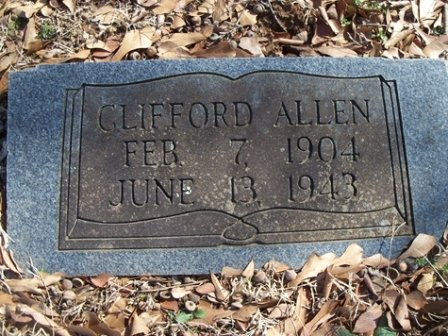 CLIFFORD ALLEN
FEB. 7, 1904
JUNE 13, 1943